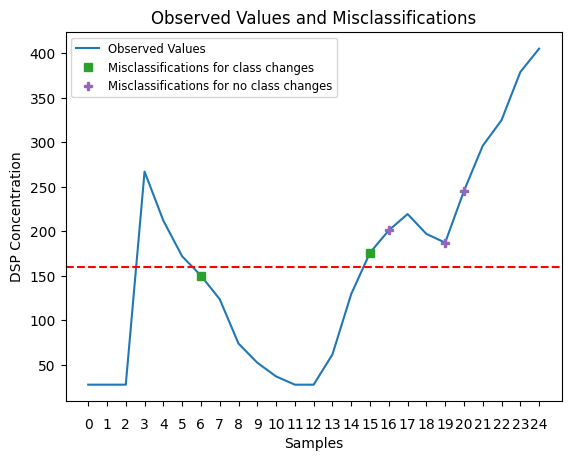 Observed Values and Misclassifications
Observed Values
Misclassifications for class changes
Misclassifications for no class changes
DSP Concentration
400
350
300
250
200
150
100
50
0 1 2 3 4 5 6 7 8 9 10 11 12 13 14 15 16 17 18 19 20 21 22 23 24
Samples